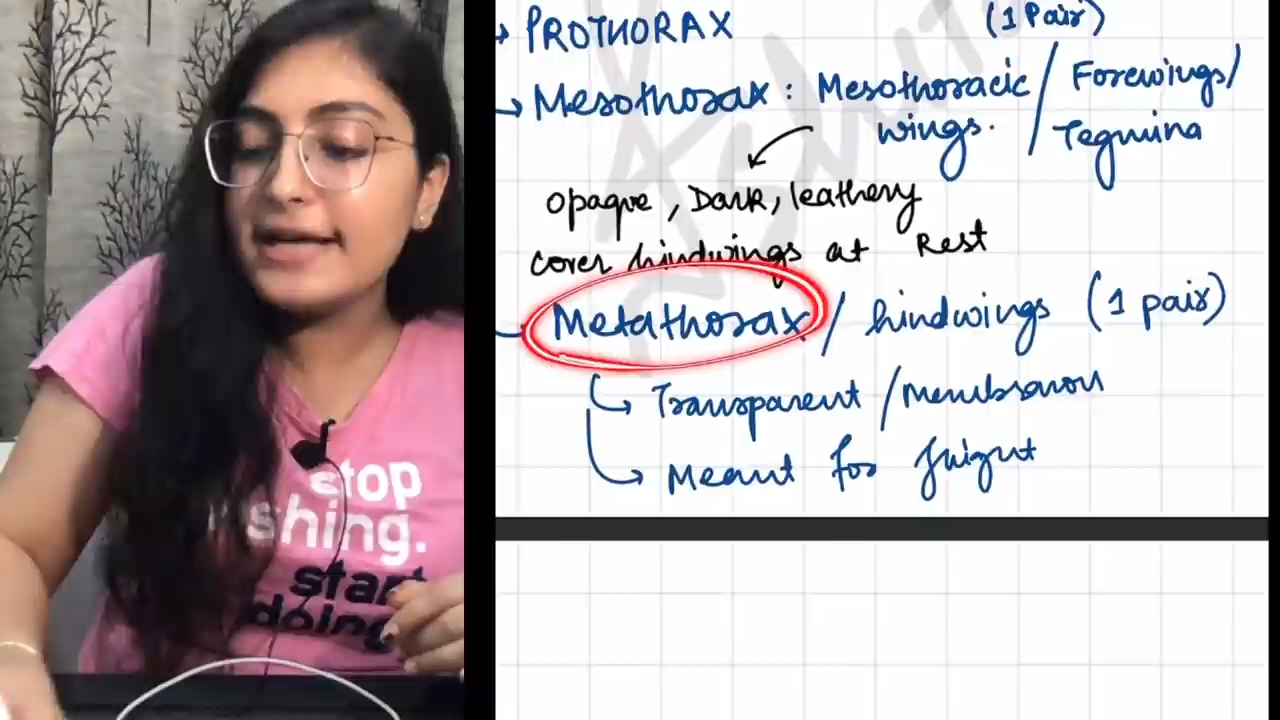 → PROTHORAX (1 Pair)
→ Mesothorax : Mesothoracic / Forewings/
wings. / Tegmina
opaque, Dark, leathery
cover hindwings at Rest
Metathorax / hindwings (1 pair)
Transparent / Membranou
Meant for flight
stop
shing.
start
doing